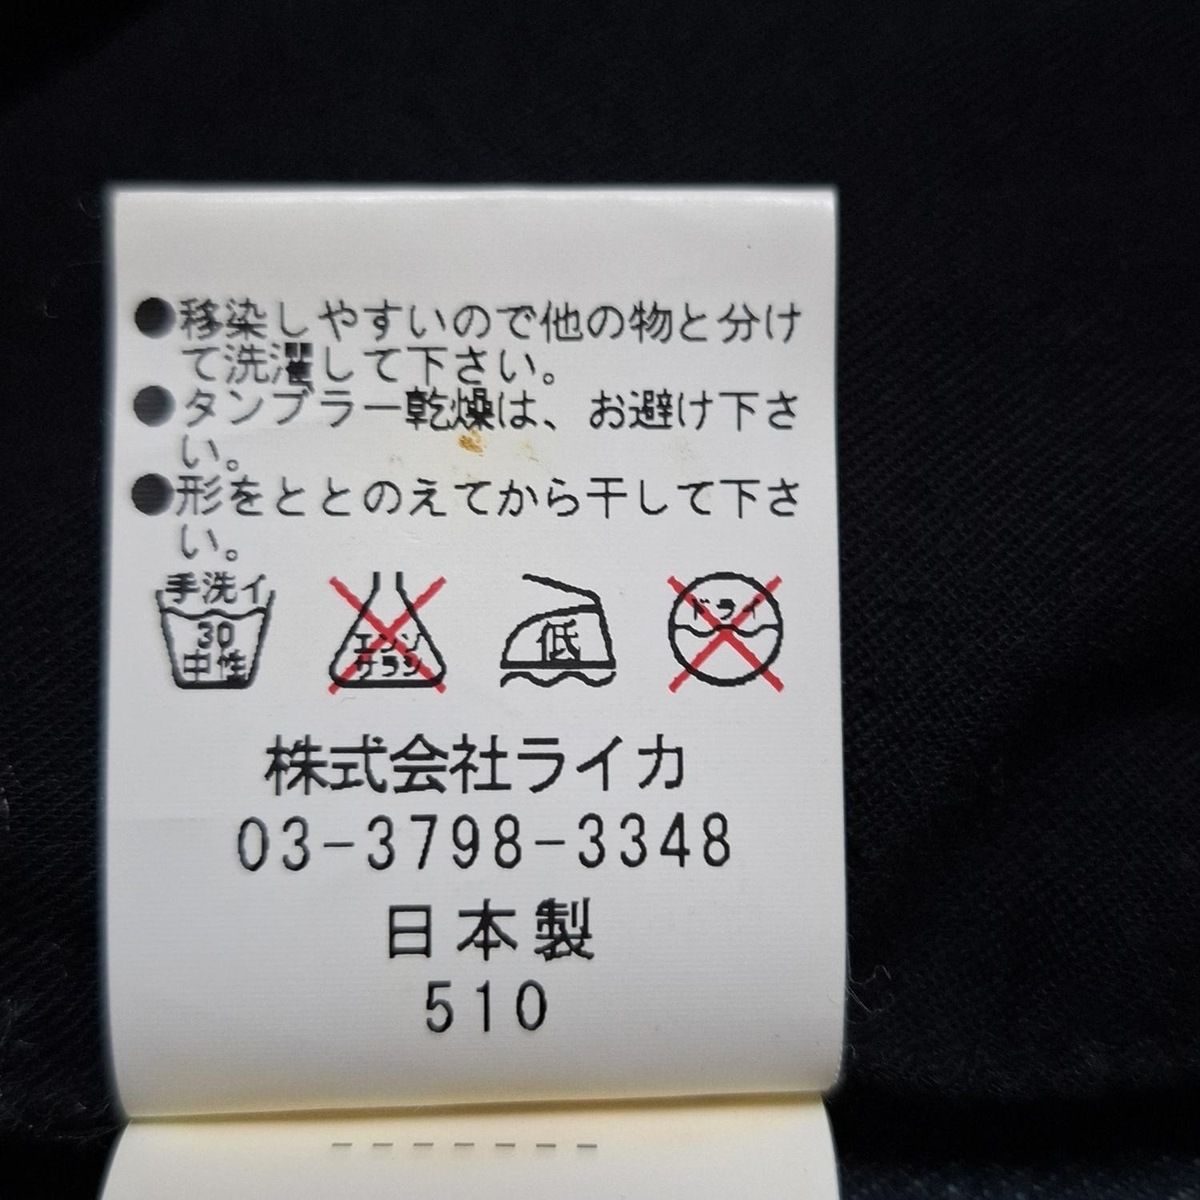 ●移染しやすいので他の物と分け
て洗濯して下さい。
●タンブラー乾燥は、お避け下さ
い。
●形をととのえてから干して下さ
い。
手洗イ
30
中性
エンソ
サラシ
低
ドライ
株式会社ライカ
03-3798-3348
日本製
510